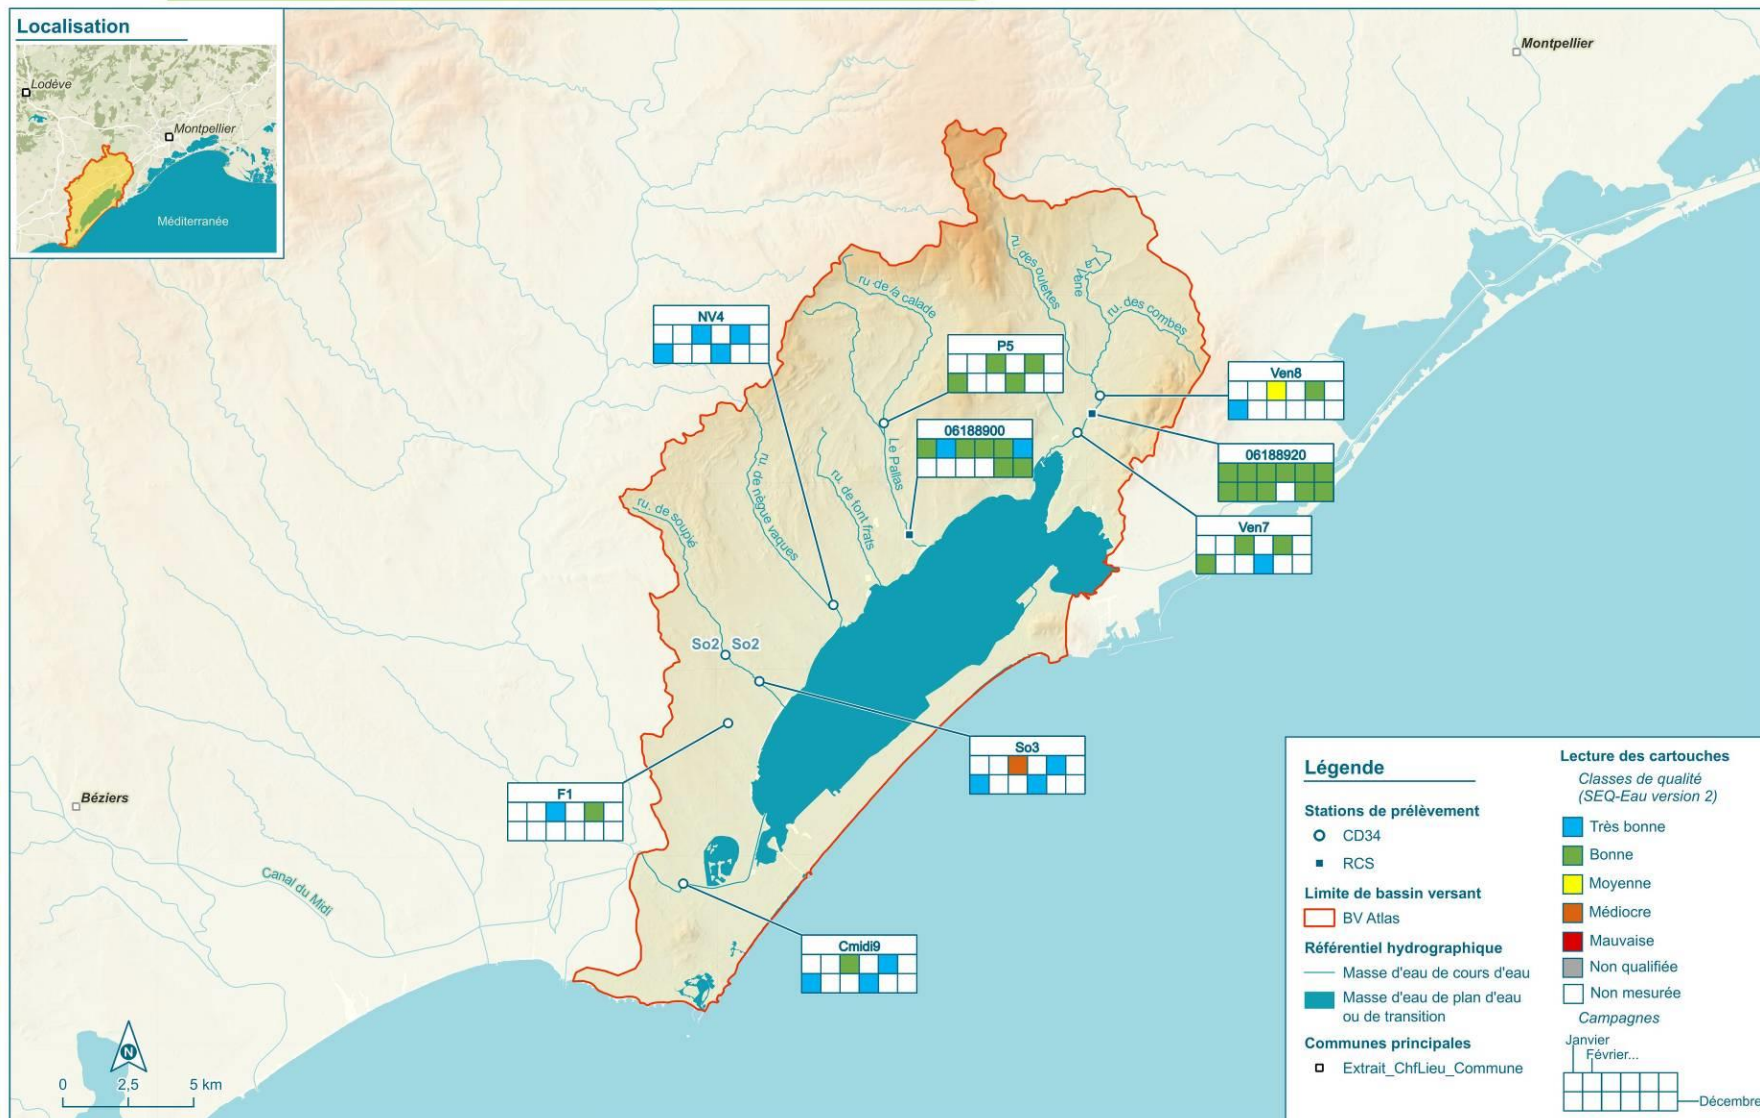 Localisation
Lodève
Montpellier
Méditerranée
Montpellier
ru. des oulettes
La Vène
ru. des combes
ru de la calade
NV4
P5
Ven8
06188900
06188920
Le Pallas
ru. de font frats
ru. de nègue vaques
ru. de soupié
Ven7
So2 So2
So3
F1
Béziers
Canal du Midi
Cmidi9
N
0 2,5 5 km
Légende
Stations de prélèvement
CD34
RCS
Limite de bassin versant
BV Atlas
Référentiel hydrographique
Masse d'eau de cours d'eau
Masse d'eau de plan d'eau
ou de transition
Communes principales
Extrait_ChfLieu_Commune
Lecture des cartouches
Classes de qualité
(SEQ-Eau version 2)
Très bonne
Bonne
Moyenne
Médiocre
Mauvaise
Non qualifiée
Non mesurée
Campagnes
Janvier
Février...
Décembre